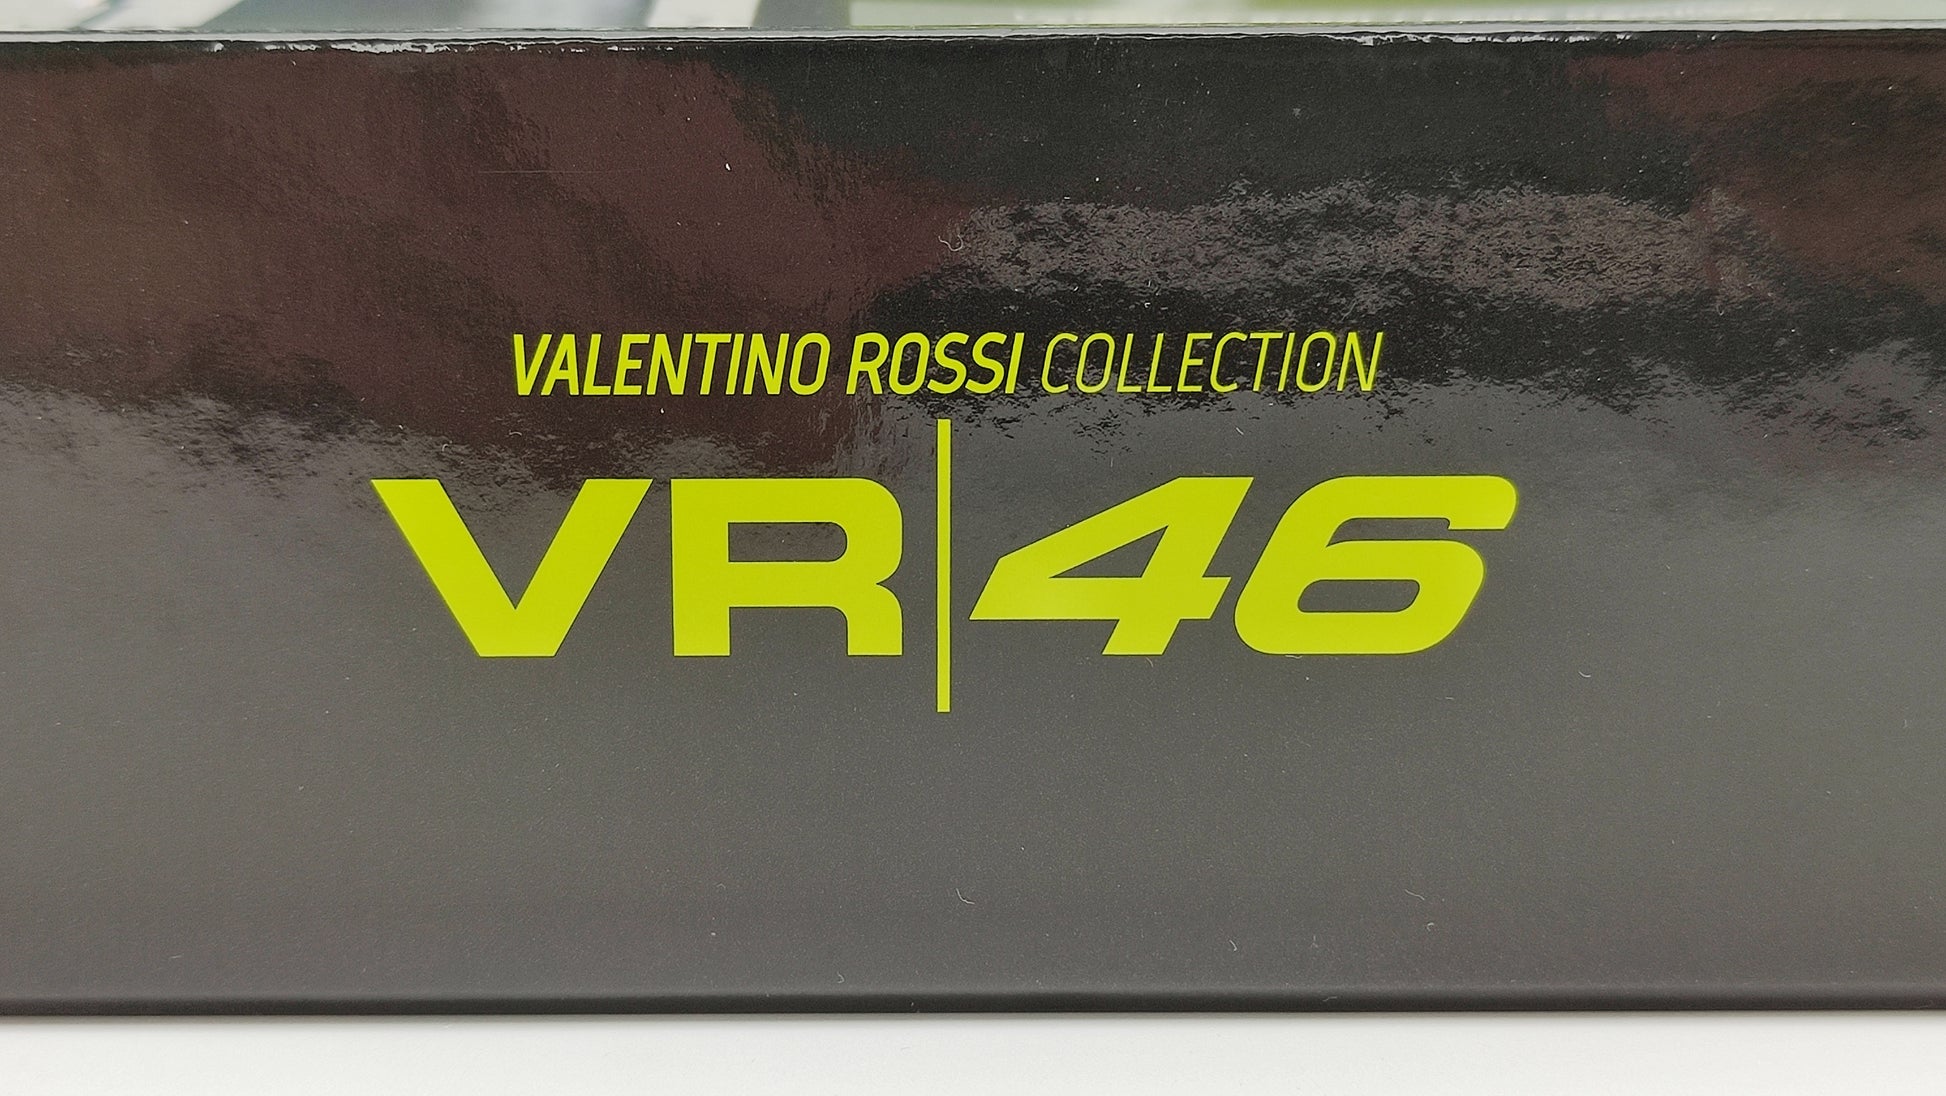 VALENTINO ROSSI COLLECTION
VR|46